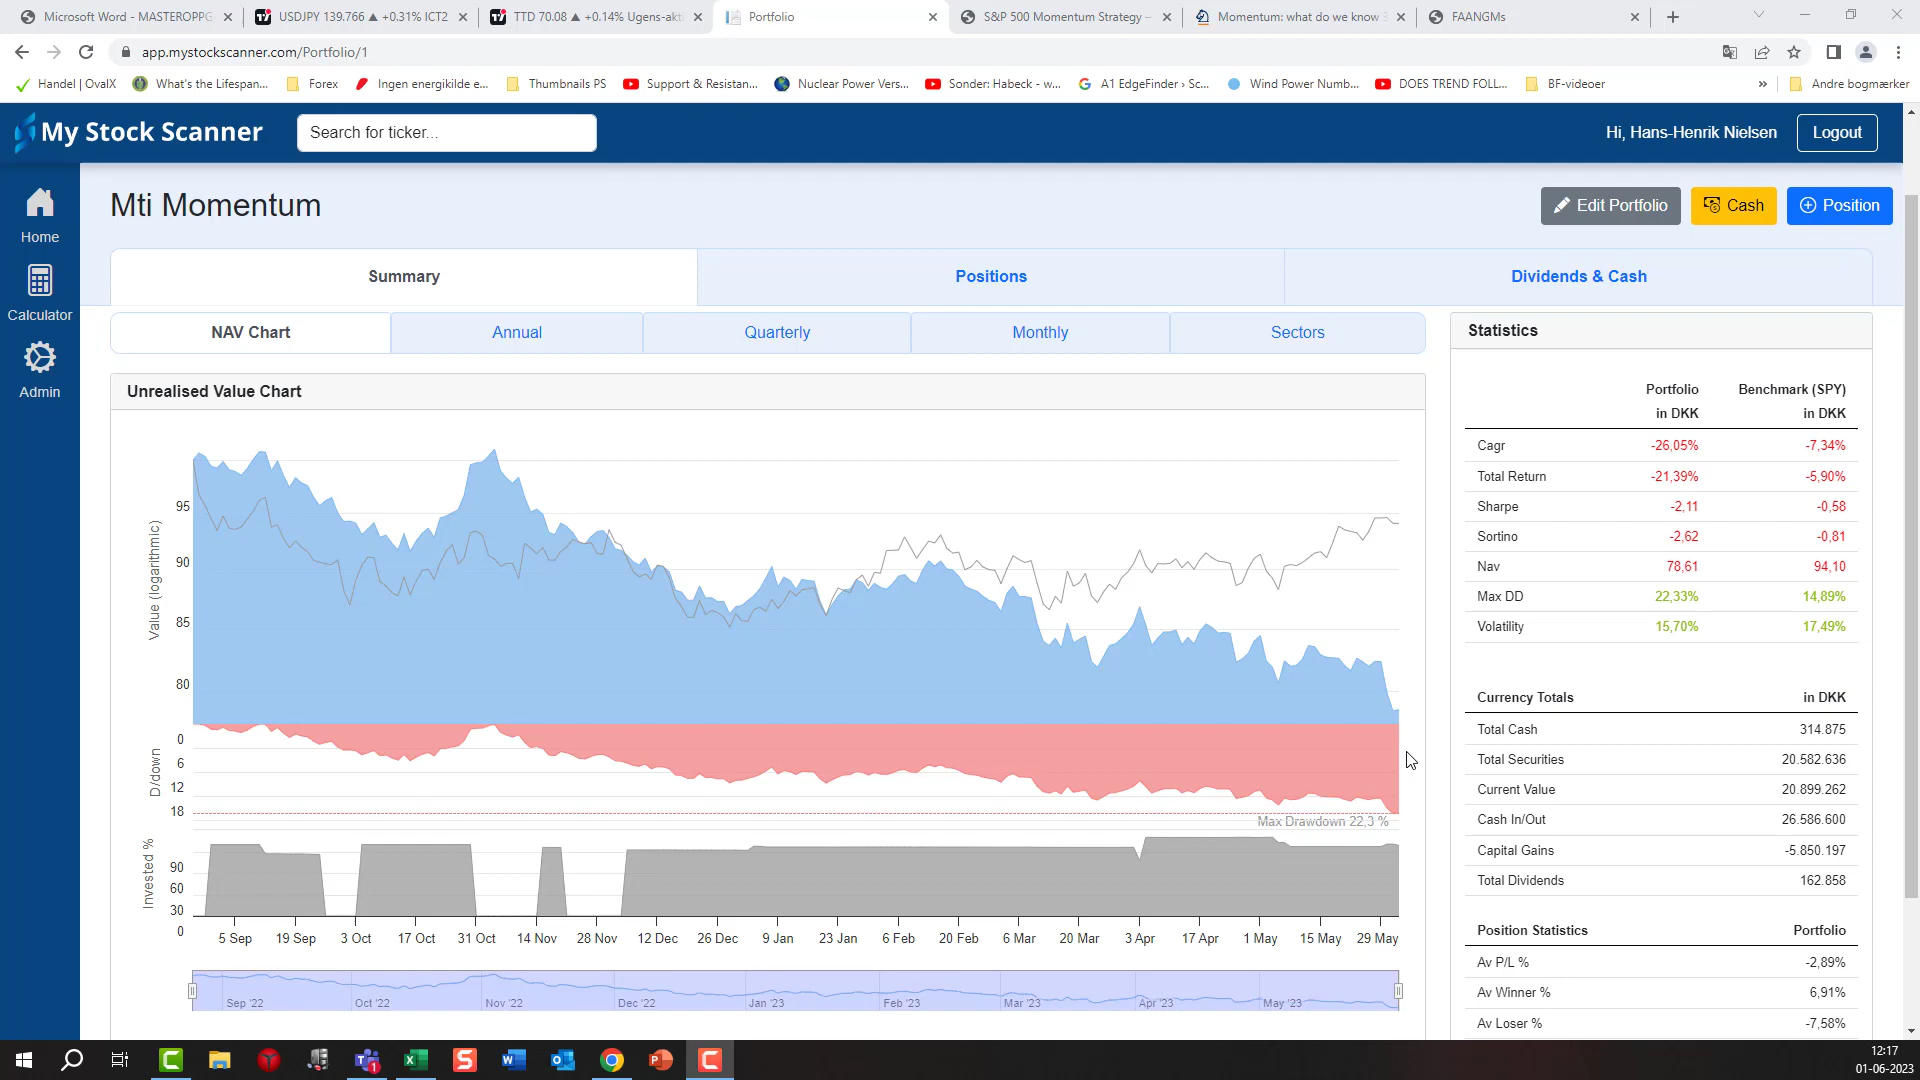 Microsoft Word - MASTEROPPG
USDJPY 139.766 ▲ +0.31% ICT2
TTD 70.08 ▲ +0.14% Ugens-akt
Portfolio
S&P 500 Momentum Strategy –
Momentum: what do we know 3
FAANGMs
app.mystockscanner.com/Portfolio/1
Handel | OvalX
What's the Lifespan...
Forex
Ingen energikilde e...
Thumbnails PS
Support & Resistan...
Nuclear Power Vers...
Sonder: Habeck - w...
A1 EdgeFinder › Sc...
Wind Power Numb...
DOES TREND FOLL...
BF-videoer
»
Andre bogmærker
My Stock Scanner
Search for ticker...
Hi, Hans-Henrik Nielsen
Logout
Home
Calculator
Admin
Mti Momentum
Edit Portfolio
Cash
Position
Summary
Positions
Dividends & Cash
NAV Chart
Annual
Quarterly
Monthly
Sectors
Unrealised Value Chart
Value (logarithmic)
95
90
85
80
D/down
0
6
12
18
Max Drawdown 22,3 %
Invested %
90
60
30
0
5 Sep 19 Sep 3 Oct 17 Oct 31 Oct 14 Nov 28 Nov 12 Dec 26 Dec 9 Jan 23 Jan 6 Feb 20 Feb 6 Mar 20 Mar 3 Apr 17 Apr 1 May 15 May 29 May
Sep '22 Oct '22 Nov '22 Dec '22 Jan '23 Feb '23 Mar '23 Apr '23 May '23
Statistics
Portfolio Benchmark (SPY)
in DKK in DKK
Cagr -26,05% -7,34%
Total Return -21,39% -5,90%
Sharpe -2,11 -0,58
Sortino -2,62 -0,81
Nav 78,61 94,10
Max DD 22,33% 14,89%
Volatility 15,70% 17,49%
Currency Totals in DKK
Total Cash 314.875
Total Securities 20.582.636
Current Value 20.899.262
Cash In/Out 26.586.600
Capital Gains -5.850.197
Total Dividends 162.858
Position Statistics Portfolio
Av P/L % -2,89%
Av Winner % 6,91%
Av Loser % -7,58%
12:17
01-06-2023